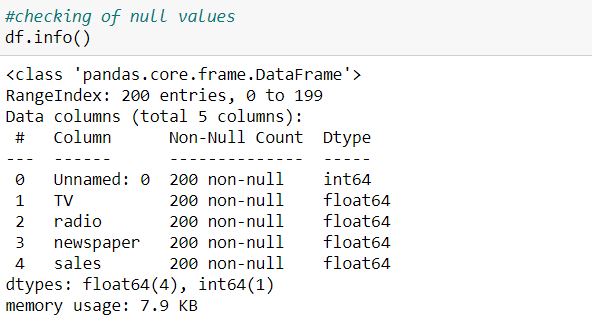 #checking of null values
df.info()
<class 'pandas.core.frame.DataFrame'>
RangeIndex: 200 entries, 0 to 199
Data columns (total 5 columns):
 #   Column      Non-Null Count  Dtype
---  ------      --------------  -----
 0   Unnamed: 0  200 non-null    int64
 1   TV          200 non-null    float64
 2   radio       200 non-null    float64
 3   newspaper   200 non-null    float64
 4   sales       200 non-null    float64
dtypes: float64(4), int64(1)
memory usage: 7.9 KB